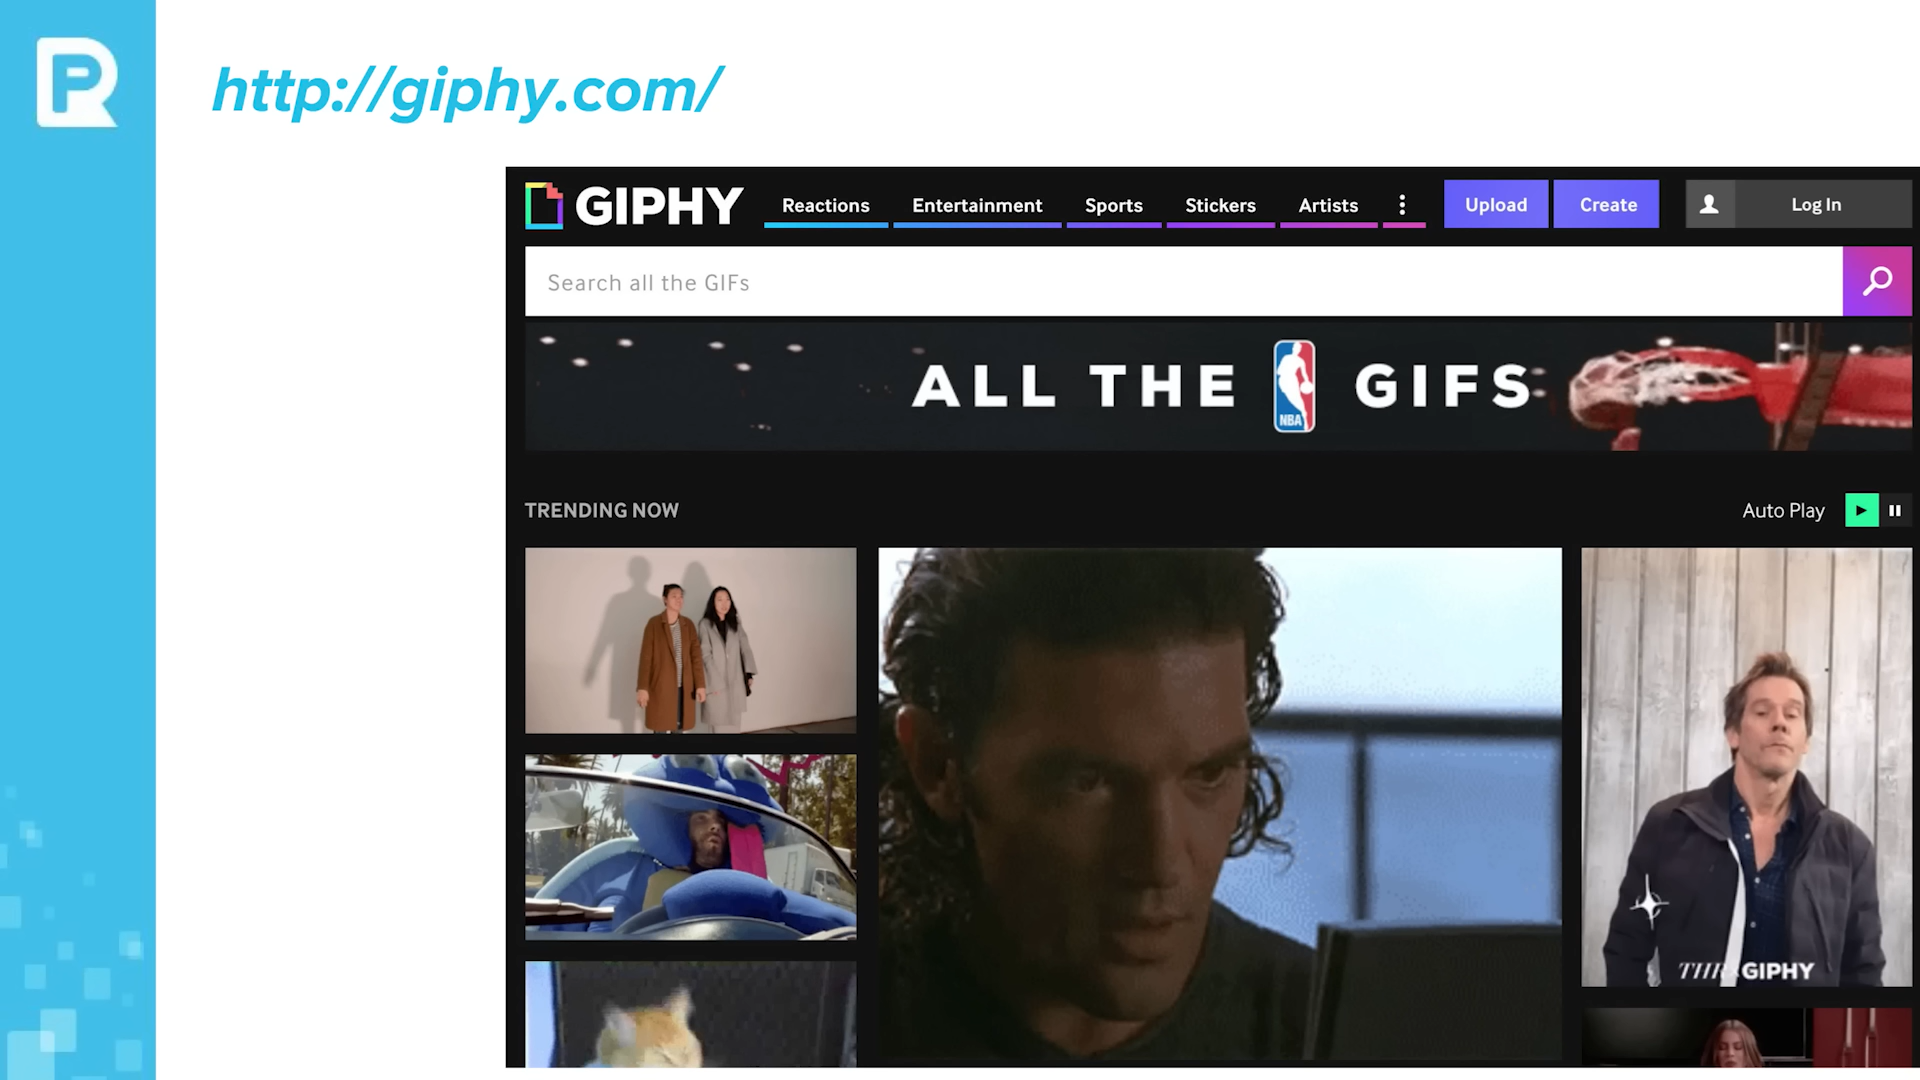 http://giphy.com/
GIPHY Reactions Entertainment Sports Stickers Artists Upload Create Log In
Search all the GIFs
ALL THE NBA GIFS
TRENDING NOW Auto Play
GIPHY